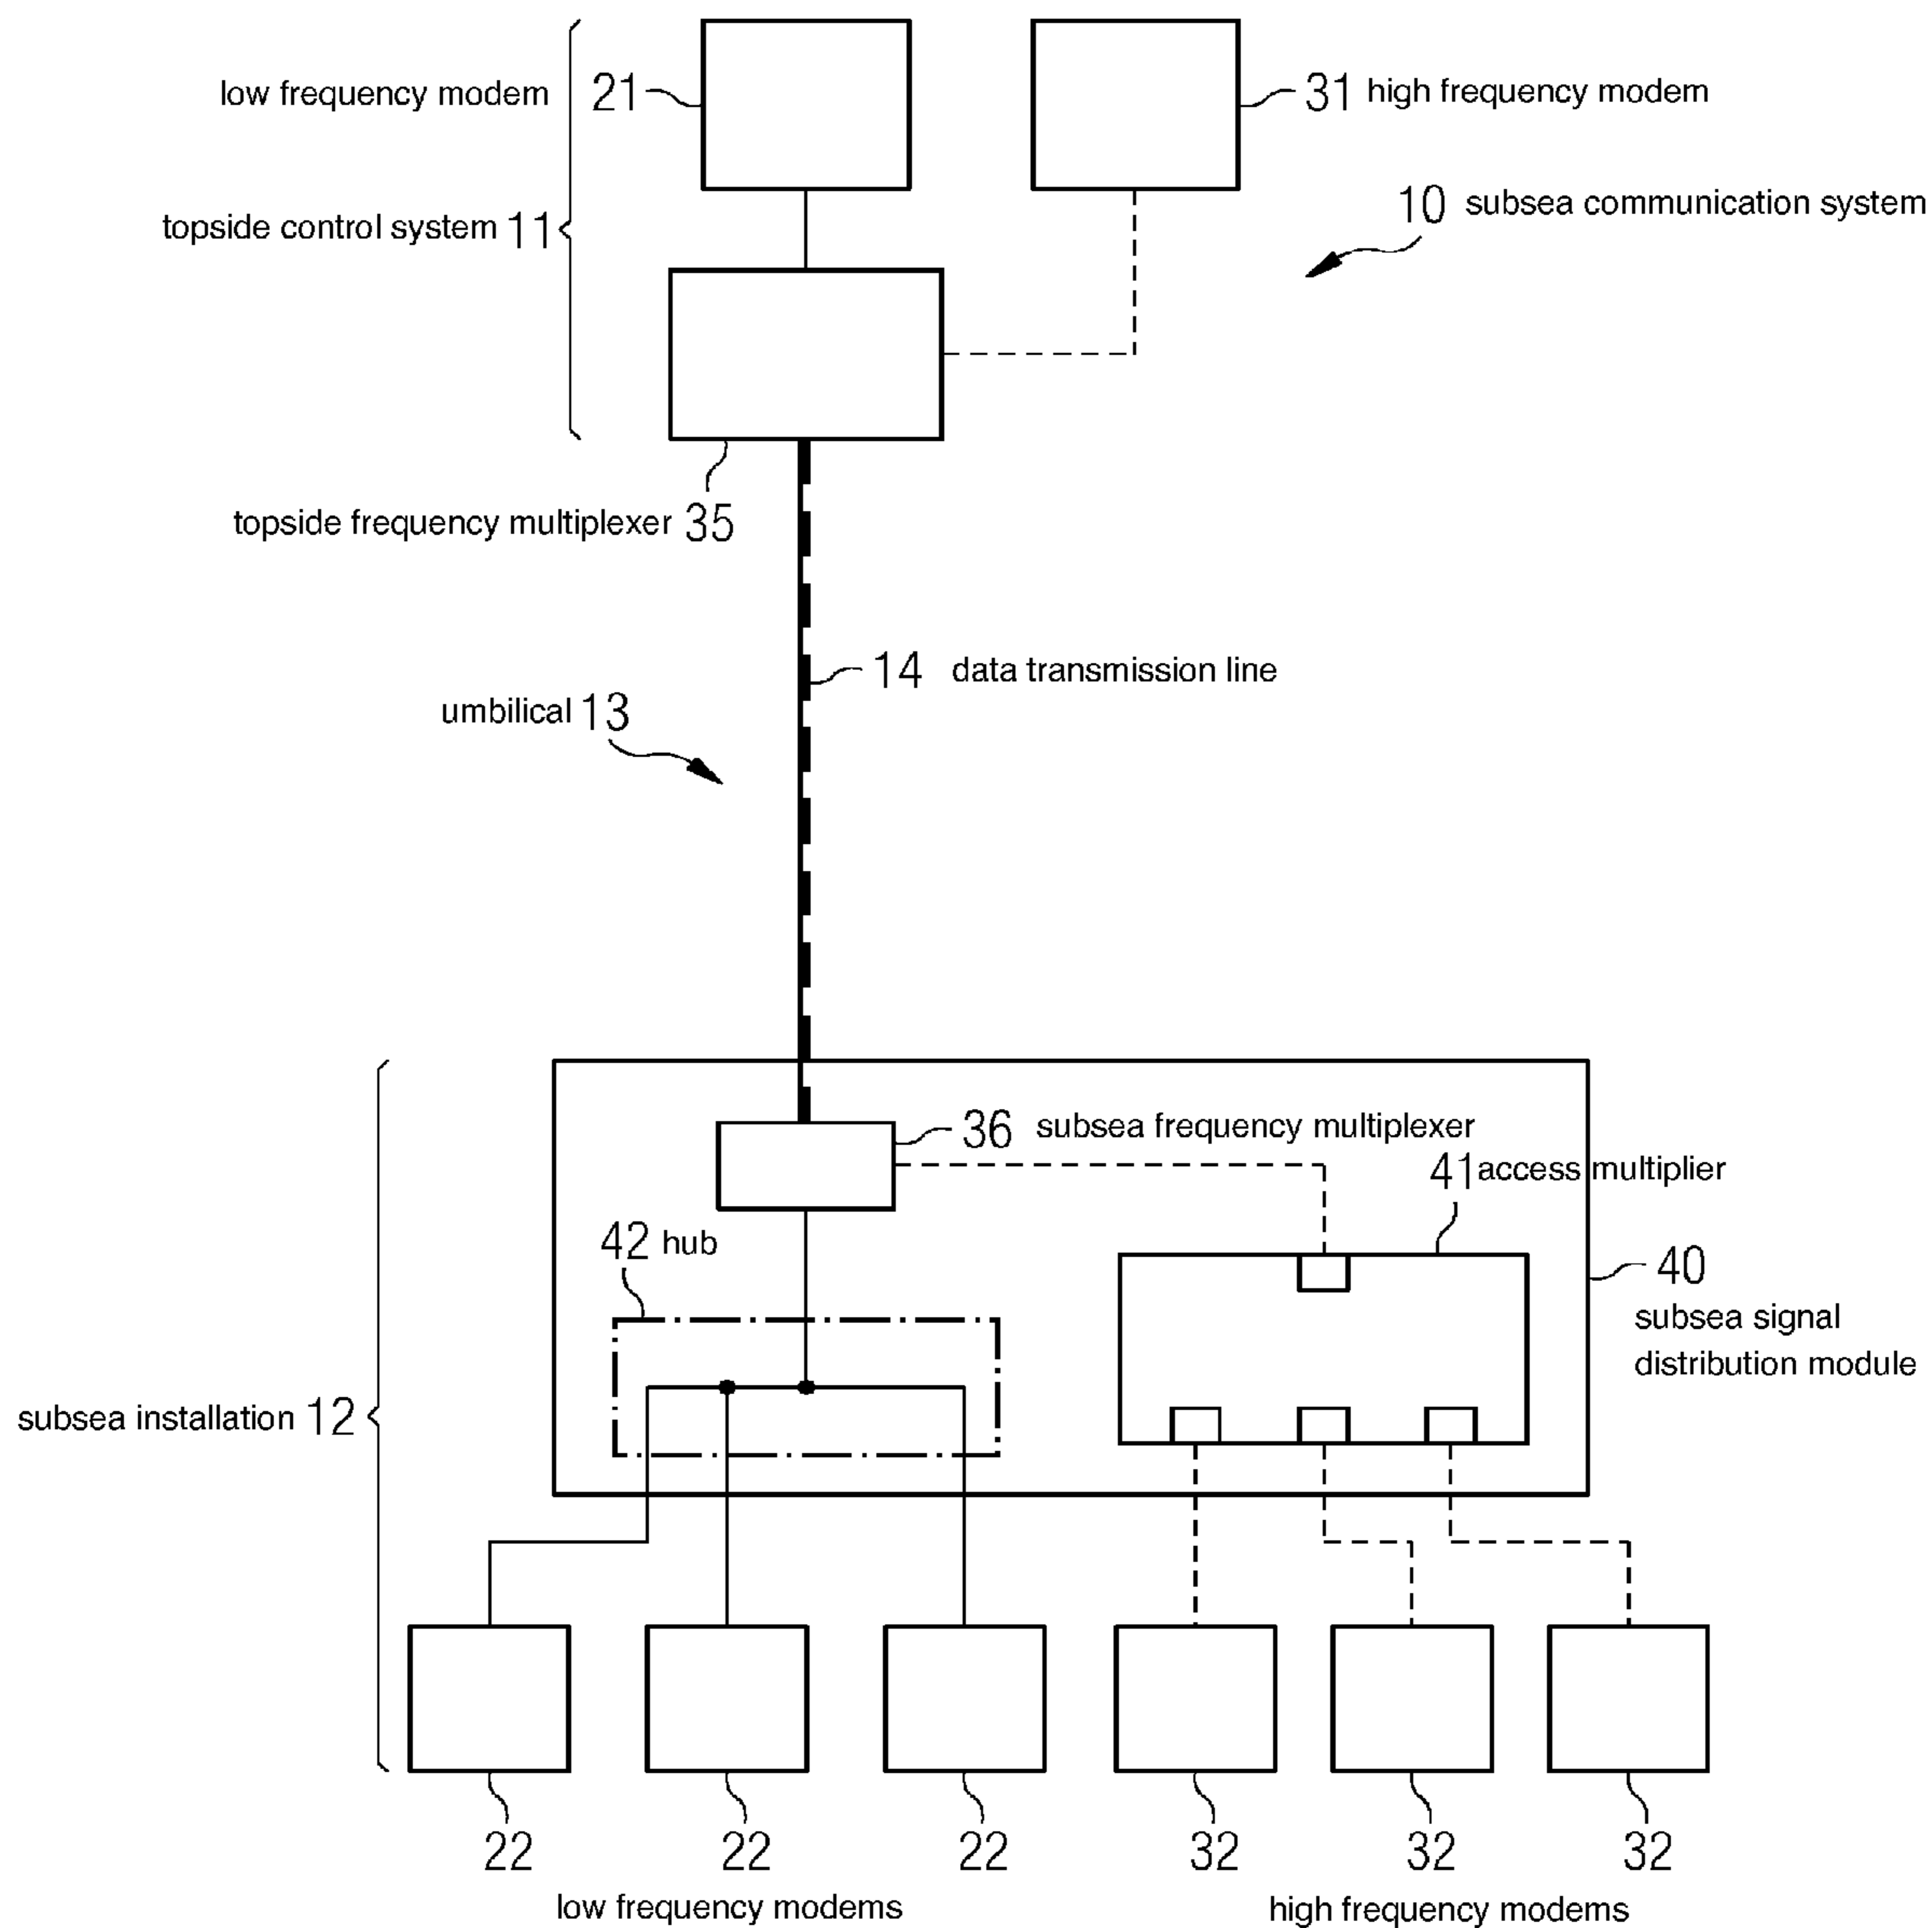 low frequency modem 21
31 high frequency modem
10 subsea communication system
topside control system 11
topside frequency multiplexer 35
14 data transmission line
umbilical 13
36 subsea frequency multiplexer
41 access multiplier
42 hub
40
subsea signal
distribution module
subsea installation 12
22 22 22 32 32 32
low frequency modems high frequency modems